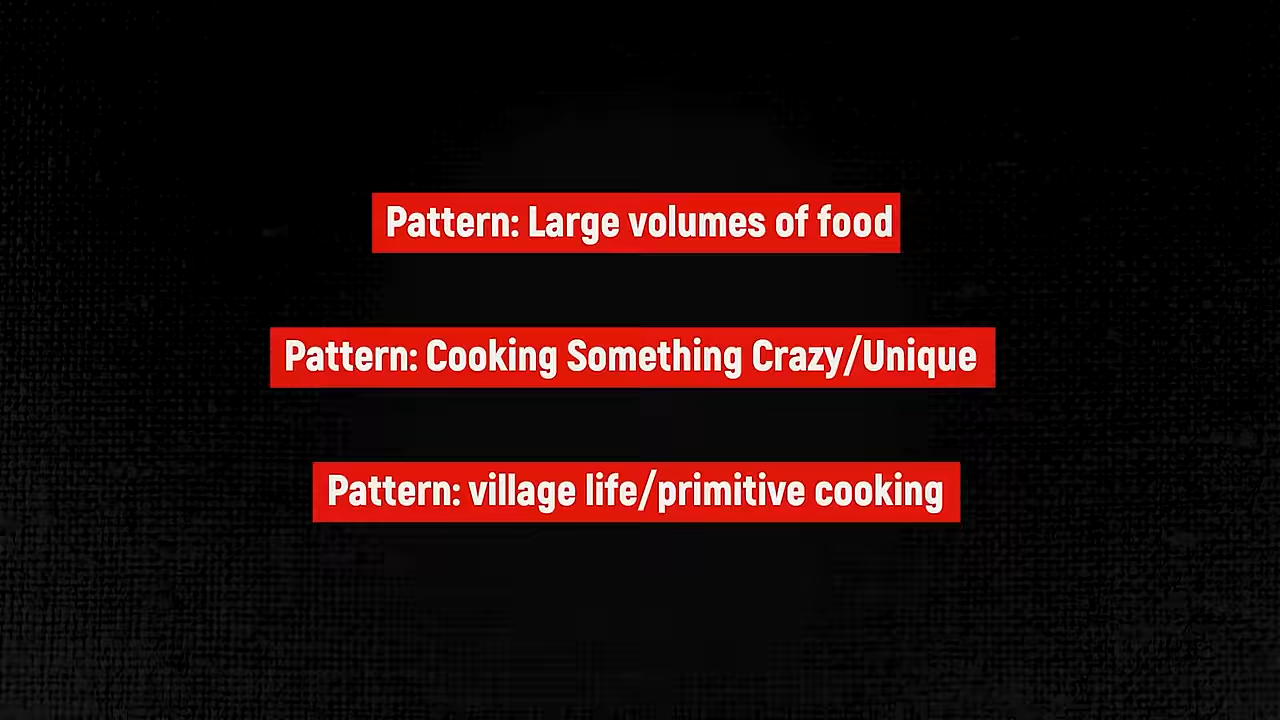 Pattern: Large volumes of food
Pattern: Cooking Something Crazy/Unique
Pattern: village life/primitive cooking